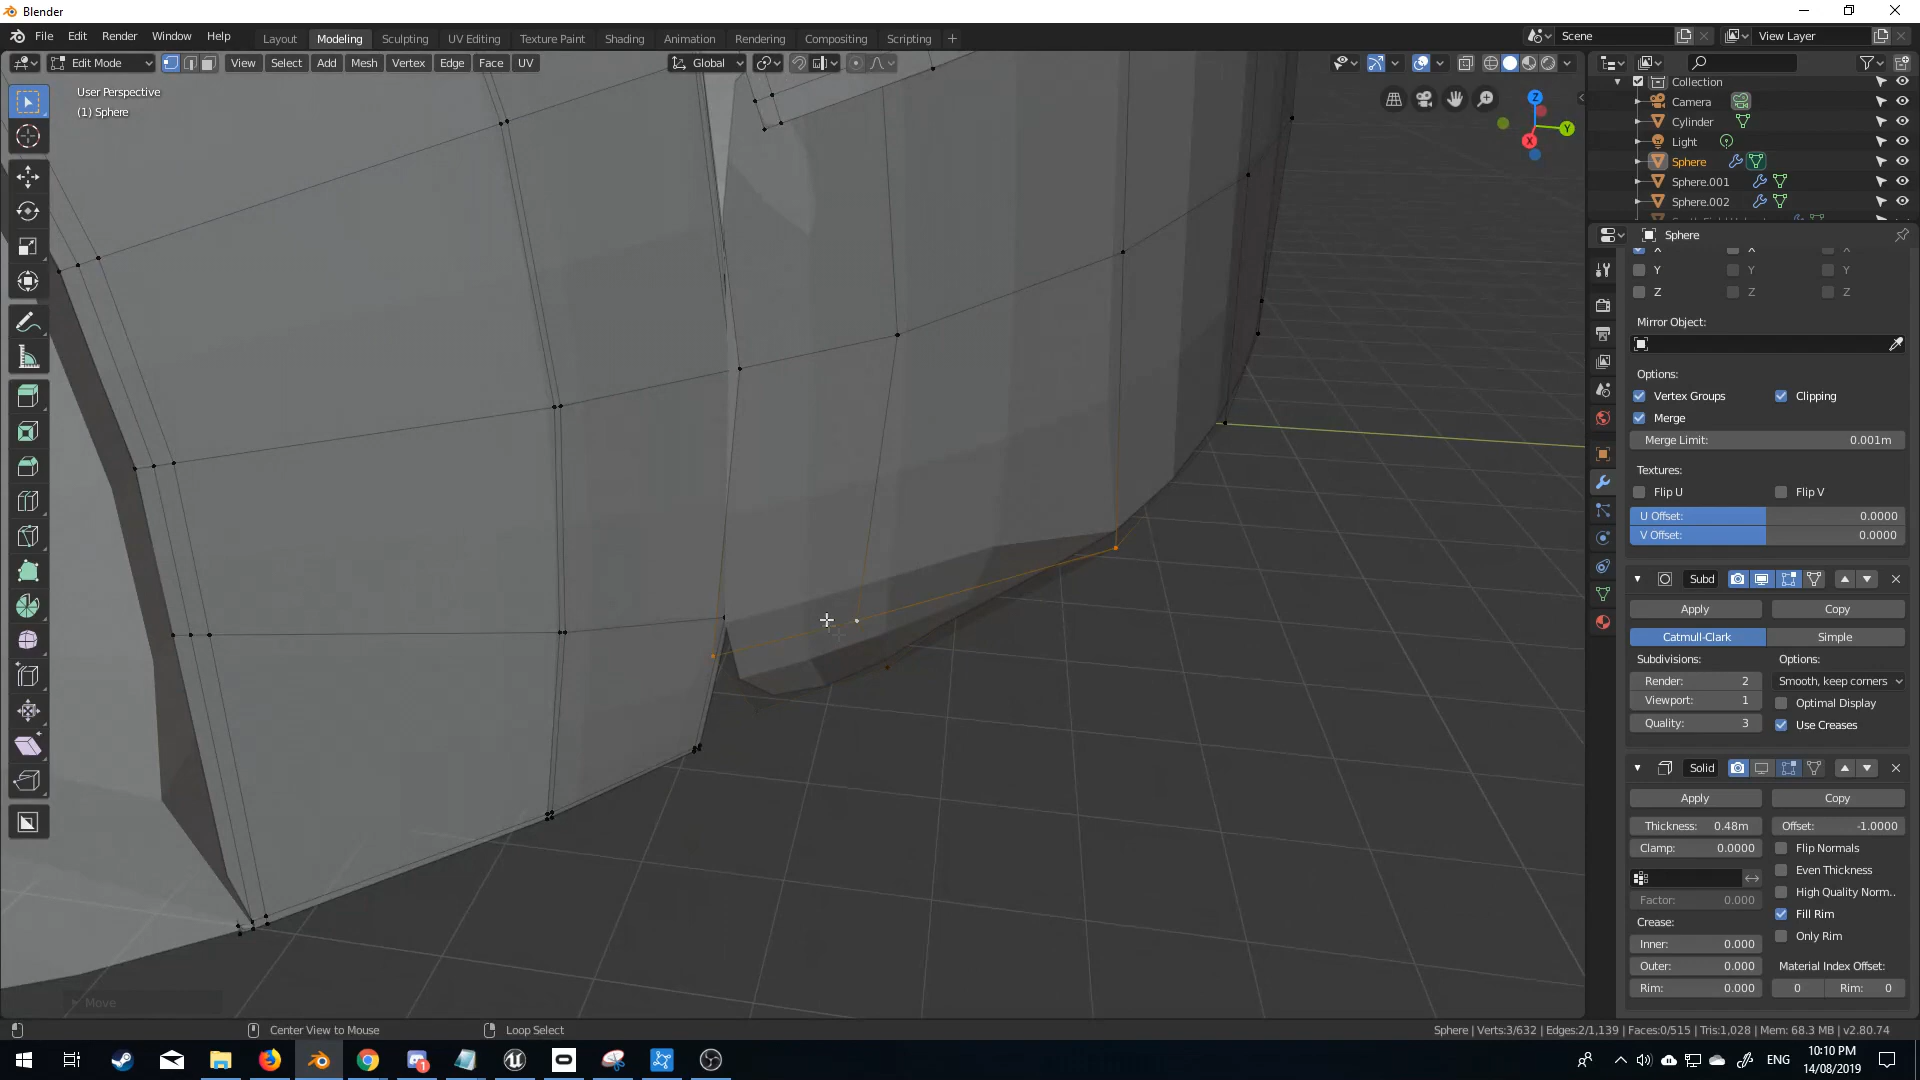 Blender
File Edit Render Window Help
Layout Modeling Sculpting UV Editing Texture Paint Shading Animation Rendering Compositing Scripting
Scene
View Layer
Edit Mode
View Select Add Mesh Vertex Edge Face UV
Global
User Perspective
(1) Sphere
Z
Y
X
Collection
Camera
Cylinder
Light
Sphere
Sphere.001
Sphere.002
Sphere
X X X
Y Y Y
Z Z Z
Mirror Object:
Options:
Vertex Groups Clipping
Merge
Merge Limit: 0.001m
Textures:
Flip U Flip V
U Offset: 0.0000
V Offset: 0.0000
Subd
Apply Copy
Catmull-Clark Simple
Subdivisions: Options:
Render: 2 Smooth, keep corners
Viewport: 1 Optimal Display
Quality: 3 Use Creases
Solid
Apply Copy
Thickness: 0.48m Offset: -1.0000
Clamp: 0.0000 Flip Normals
Even Thickness
High Quality Norm..
Factor: 0.000 Fill Rim
Crease: Only Rim
Inner: 0.000
Outer: 0.000 Material Index Offset:
Rim: 0.000 0 Rim: 0
Move
Center View to Mouse
Loop Select
Sphere | Verts:3/632 | Edges:2/1,139 | Faces:0/515 | Tris:1,028 | Mem: 68.3 MB | v2.80.74
1
ENG
10:10 PM
14/08/2019